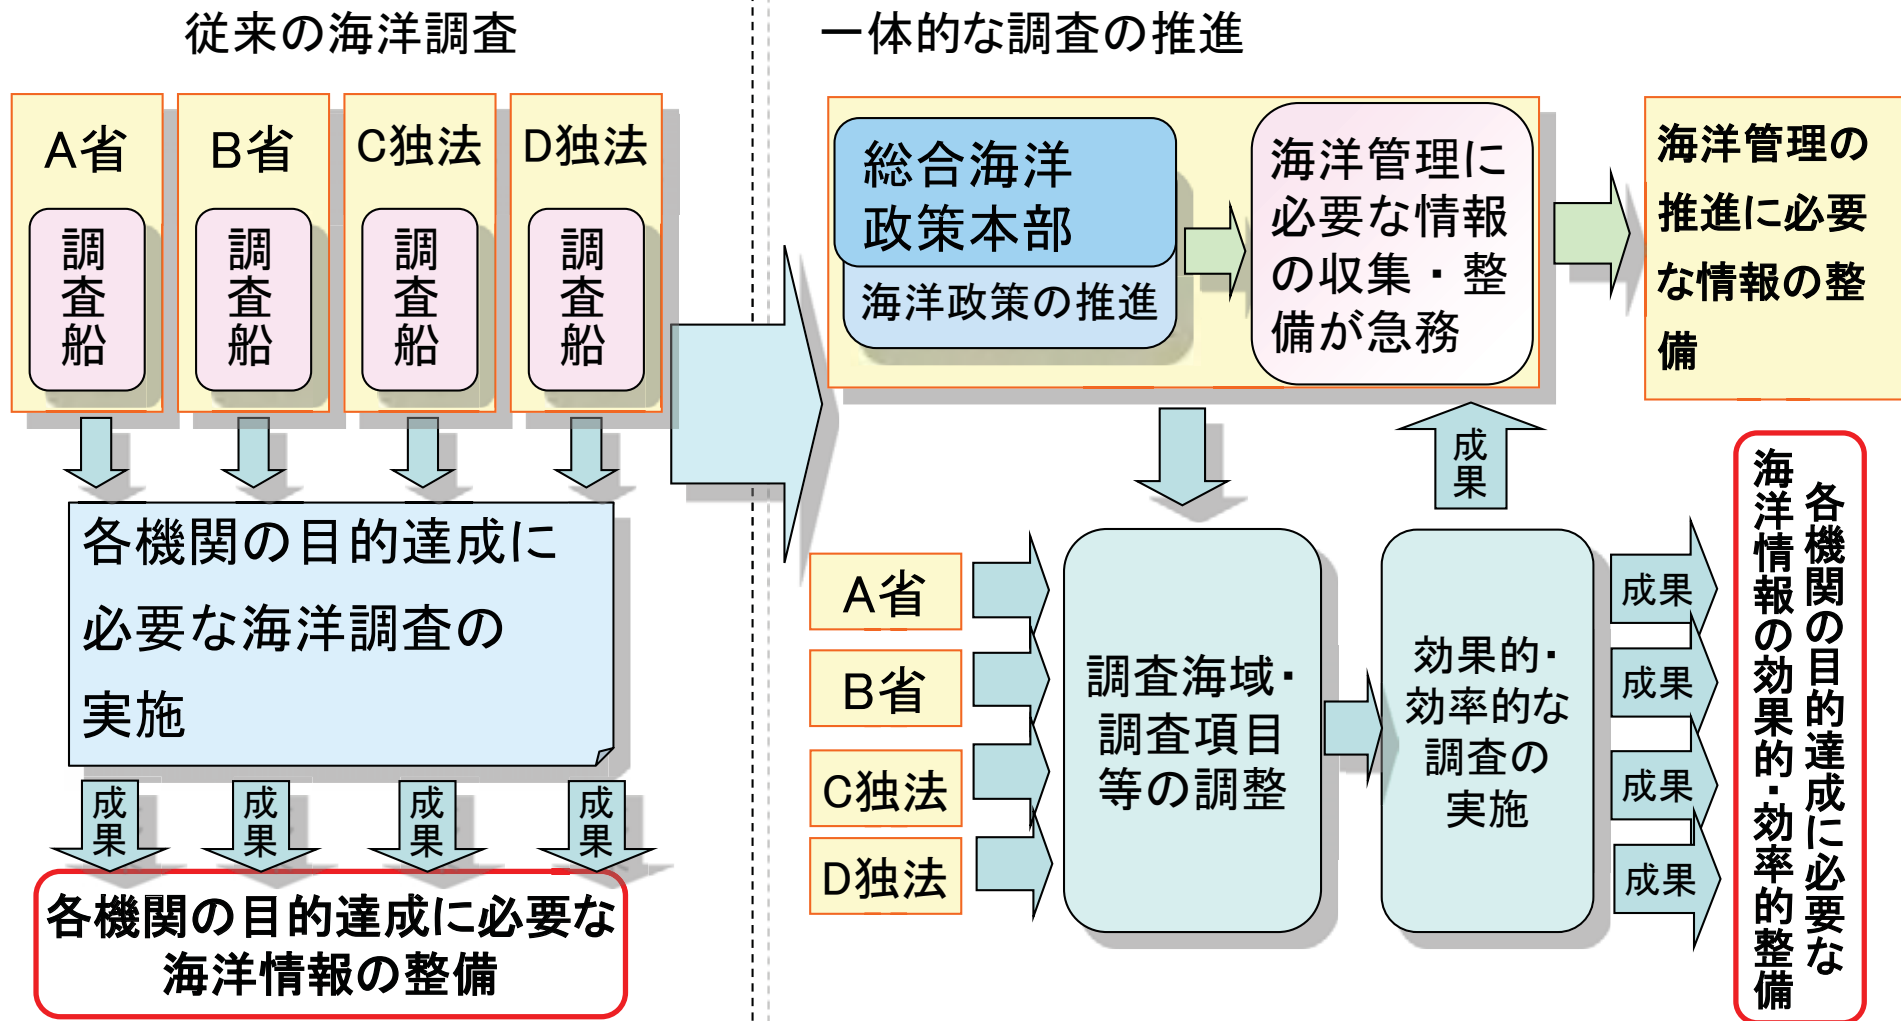 従来の海洋調査
A省
B省
C独法
D独法
調査船
調査船
調査船
調査船
各機関の目的達成に
必要な海洋調査の
実施
成果
成果
成果
成果
各機関の目的達成に必要な
海洋情報の整備
一体的な調査の推進
総合海洋
政策本部
海洋政策の推進
海洋管理に
必要な情報
の収集・整
備が急務
海洋管理の
推進に必要
な情報の整
備
成果
A省
B省
C独法
D独法
調査海域・
調査項目
等の調整
効果的・
効率的な
調査の
実施
成果
成果
成果
成果
各機関の目的達成に必要な
海洋情報の効果的・効率的整備